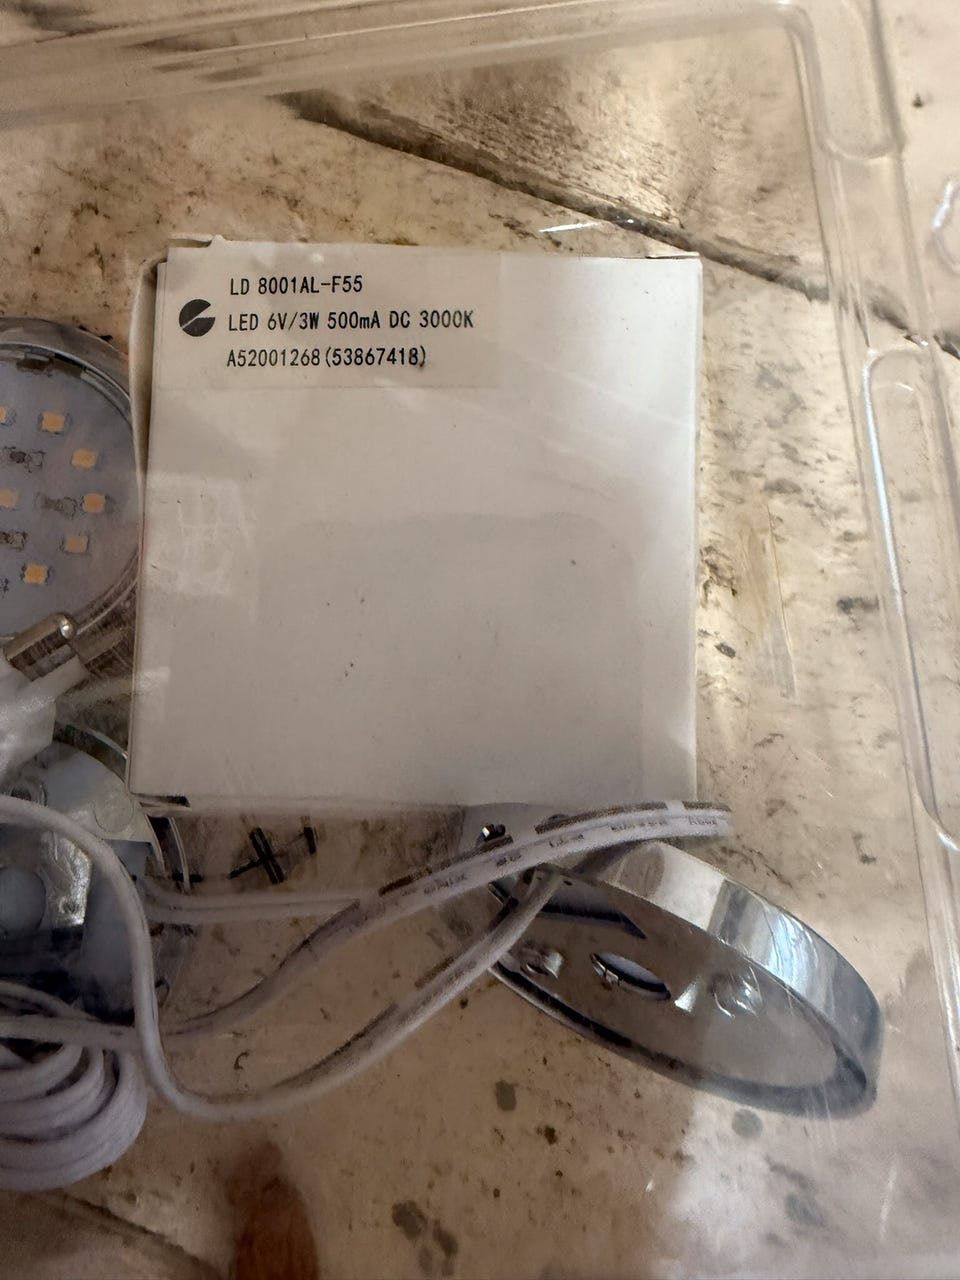 LD 8001AL-F55
LED 6V/3W 500mA DC 3000K
A52001268(53867418)